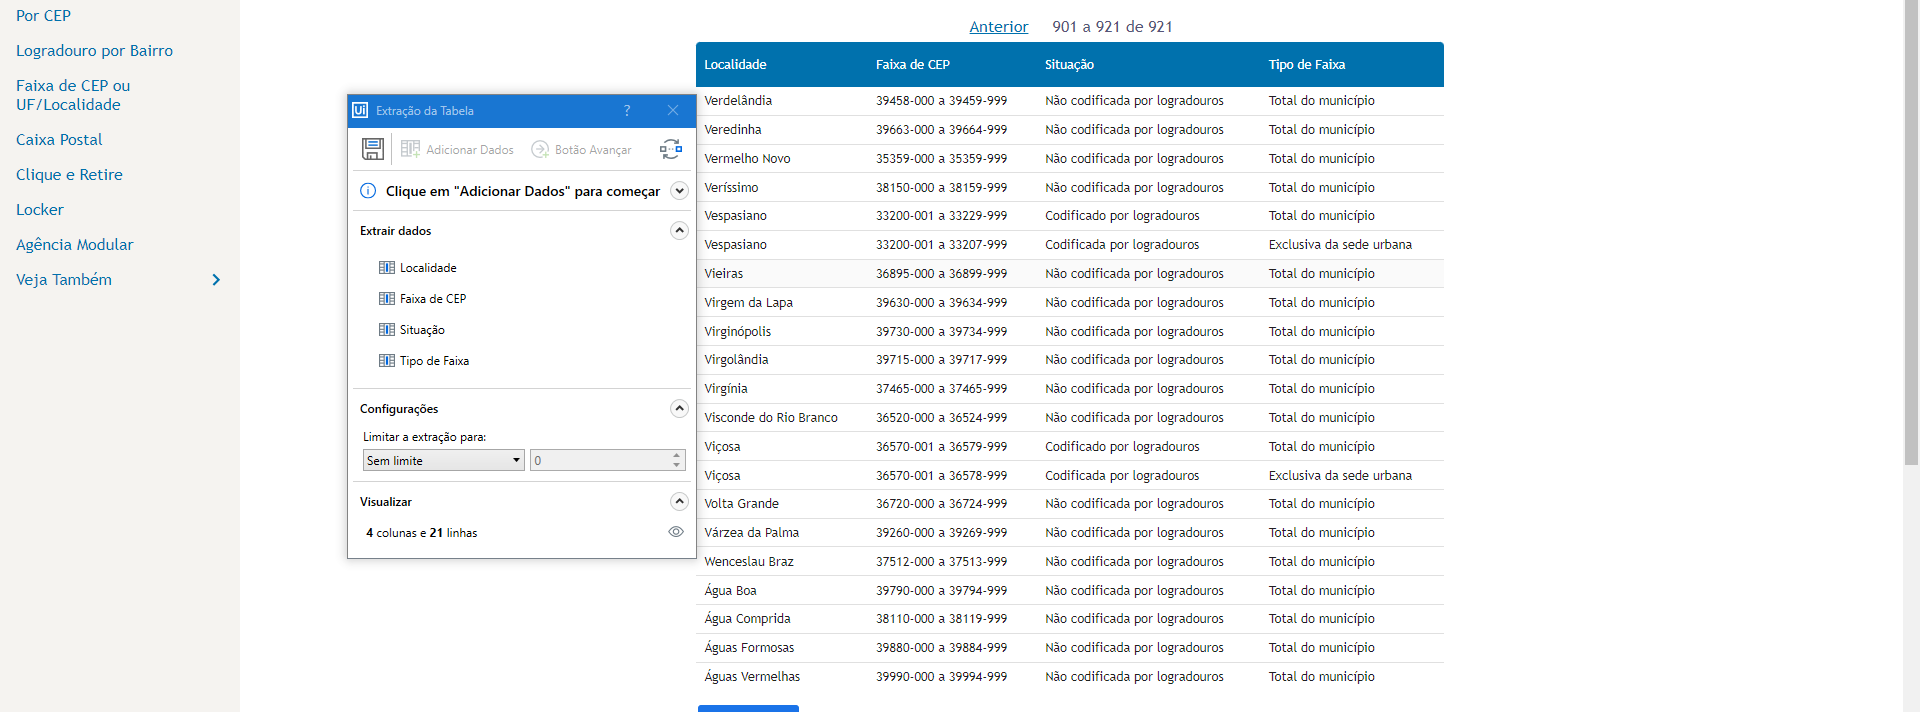 Por CEP
Logradouro por Bairro
Faixa de CEP ou
UF/Localidade
Caixa Postal
Clique e Retire
Locker
Agência Modular
Veja Também
Ui Extração da Tabela ?
Adicionar Dados Botão Avançar
Clique em "Adicionar Dados" para começar
Extrair dados
Localidade
Faixa de CEP
Situação
Tipo de Faixa
Configurações
Limitar a extração para:
Sem limite 0
Visualizar
4 colunas e 21 linhas
Anterior 901 a 921 de 921
Localidade Faixa de CEP Situação Tipo de Faixa
Verdelândia 39458-000 a 39459-999 Não codificada por logradouros Total do município
Veredinha 39663-000 a 39664-999 Não codificada por logradouros Total do município
Vermelho Novo 35359-000 a 35359-999 Não codificada por logradouros Total do município
Veríssimo 38150-000 a 38159-999 Não codificada por logradouros Total do município
Vespasiano 33200-001 a 33229-999 Codificado por logradouros Total do município
Vespasiano 33200-001 a 33207-999 Codificada por logradouros Exclusiva da sede urbana
Vieiras 36895-000 a 36899-999 Não codificada por logradouros Total do município
Virgem da Lapa 39630-000 a 39634-999 Não codificada por logradouros Total do município
Virginópolis 39730-000 a 39734-999 Não codificada por logradouros Total do município
Virgolândia 39715-000 a 39717-999 Não codificada por logradouros Total do município
Virgínia 37465-000 a 37465-999 Não codificada por logradouros Total do município
Visconde do Rio Branco 36520-000 a 36524-999 Não codificada por logradouros Total do município
Viçosa 36570-001 a 36579-999 Codificado por logradouros Total do município
Viçosa 36570-001 a 36578-999 Codificada por logradouros Exclusiva da sede urbana
Volta Grande 36720-000 a 36724-999 Não codificada por logradouros Total do município
Várzea da Palma 39260-000 a 39269-999 Não codificada por logradouros Total do município
Wenceslau Braz 37512-000 a 37513-999 Não codificada por logradouros Total do município
Água Boa 39790-000 a 39794-999 Não codificada por logradouros Total do município
Água Comprida 38110-000 a 38119-999 Não codificada por logradouros Total do município
Águas Formosas 39880-000 a 39884-999 Não codificada por logradouros Total do município
Águas Vermelhas 39990-000 a 39994-999 Não codificada por logradouros Total do município